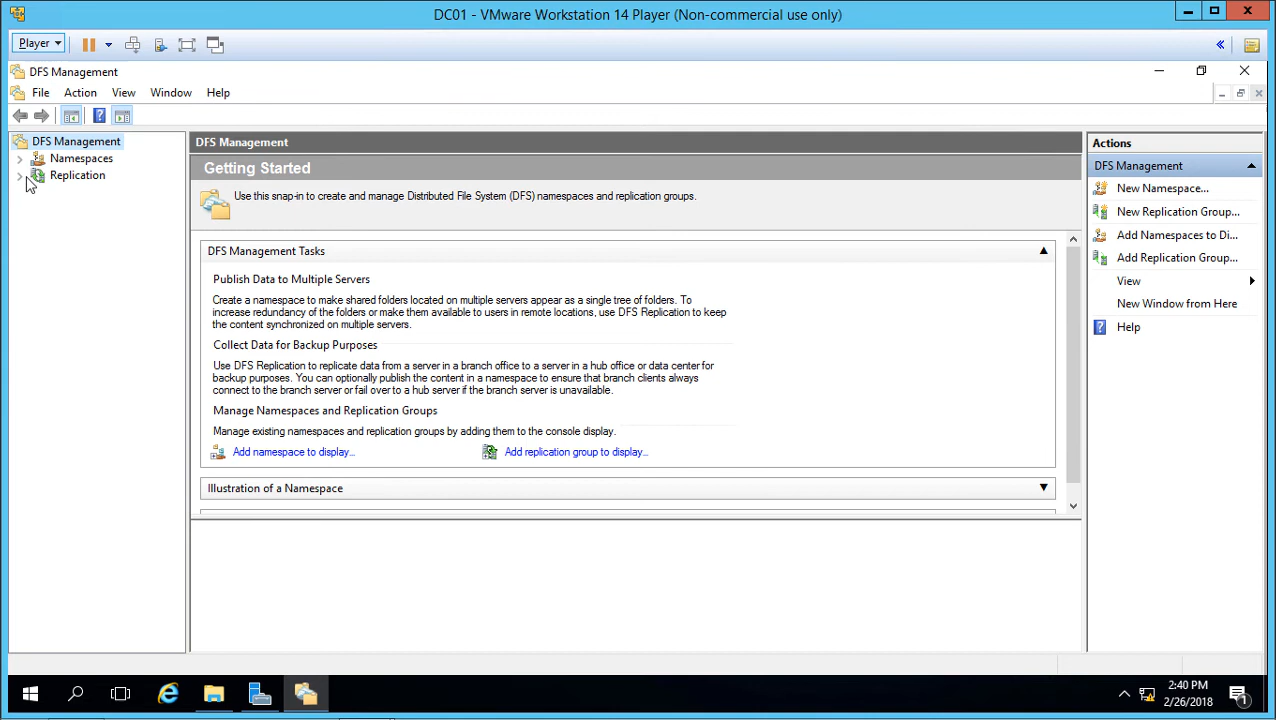 DC01 - VMware Workstation 14 Player (Non-commercial use only)
Player
DFS Management
File Action View Window Help
DFS Management
Namespaces
Replication
DFS Management
Getting Started
Use this snap-in to create and manage Distributed File System (DFS) namespaces and replication groups.
DFS Management Tasks
Publish Data to Multiple Servers
Create a namespace to make shared folders located on multiple servers appear as a single tree of folders. To
increase redundancy of the folders or make them available to users in remote locations, use DFS Replication to keep
the content synchronized on multiple servers.
Collect Data for Backup Purposes
Use DFS Replication to replicate data from a server in a branch office to a server in a hub office or data center for
backup purposes. You can optionally publish the content in a namespace to ensure that branch clients always
connect to the branch server or fail over to a hub server if the branch server is unavailable.
Manage Namespaces and Replication Groups
Manage existing namespaces and replication groups by adding them to the console display.
Add namespace to display... Add replication group to display...
Illustration of a Namespace
Actions
DFS Management
New Namespace...
New Replication Group...
Add Namespaces to Di...
Add Replication Group...
View
New Window from Here
Help
2:40 PM
2/26/2018
1